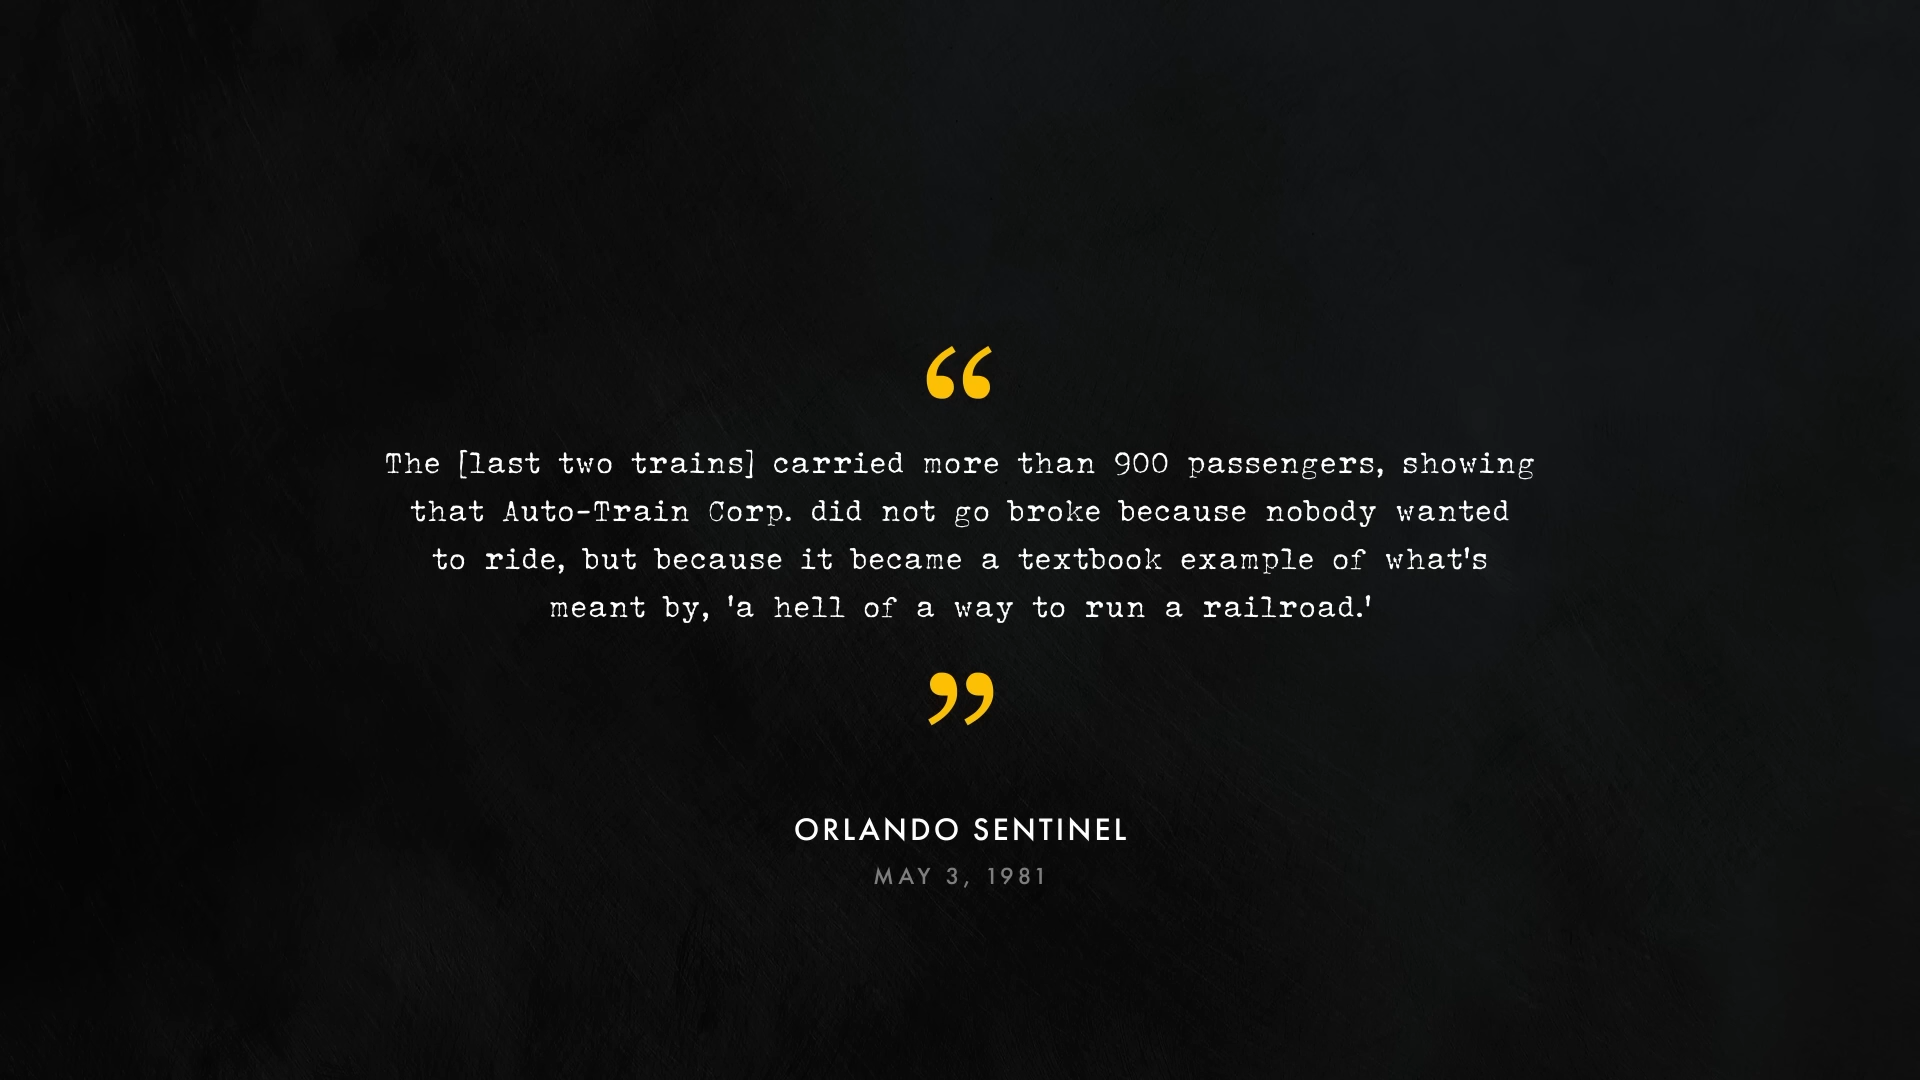 “
The [last two trains] carried more than 900 passengers, showing
that Auto-Train Corp. did not go broke because nobody wanted
to ride, but because it became a textbook example of what's
meant by, 'a hell of a way to run a railroad.'
”
ORLANDO SENTINEL
MAY 3, 1981